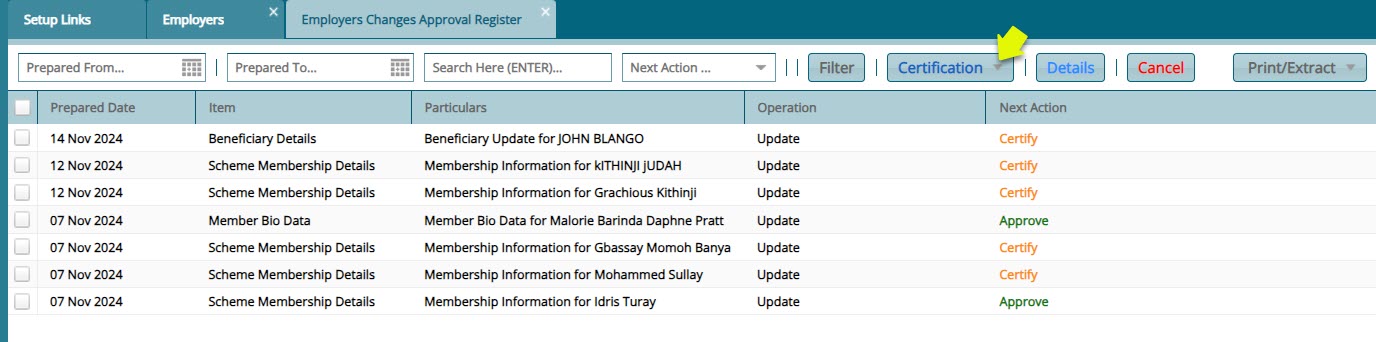 Setup Links Employers Employers Changes Approval Register
Prepared From... Prepared To... Search Here (ENTER)... Next Action ... Filter Certification Details Cancel Print/Extract
Prepared Date Item Particulars Operation Next Action
14 Nov 2024 Beneficiary Details Beneficiary Update for JOHN BLANGO Update Certify
12 Nov 2024 Scheme Membership Details Membership Information for kITHINJI jUDAH Update Certify
12 Nov 2024 Scheme Membership Details Membership Information for Grachious Kithinji Update Certify
07 Nov 2024 Member Bio Data Member Bio Data for Malorie Barinda Daphne Pratt Update Approve
07 Nov 2024 Scheme Membership Details Membership Information for Gbassay Momoh Banya Update Certify
07 Nov 2024 Scheme Membership Details Membership Information for Mohammed Sullay Update Certify
07 Nov 2024 Scheme Membership Details Membership Information for Idris Turay Update Approve